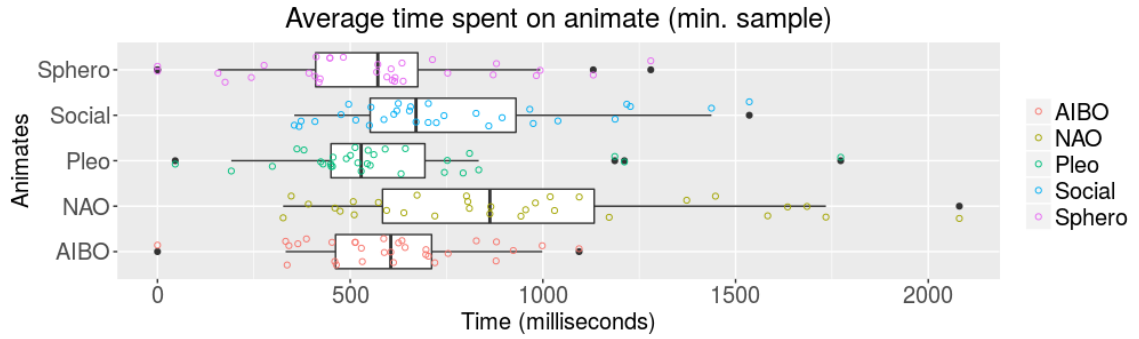 Average time spent on animate (min. sample)
Animates
Sphero
Social
Pleo
NAO
AIBO
0
500
1000
1500
2000
Time (milliseconds)
AIBO
NAO
Pleo
Social
Sphero